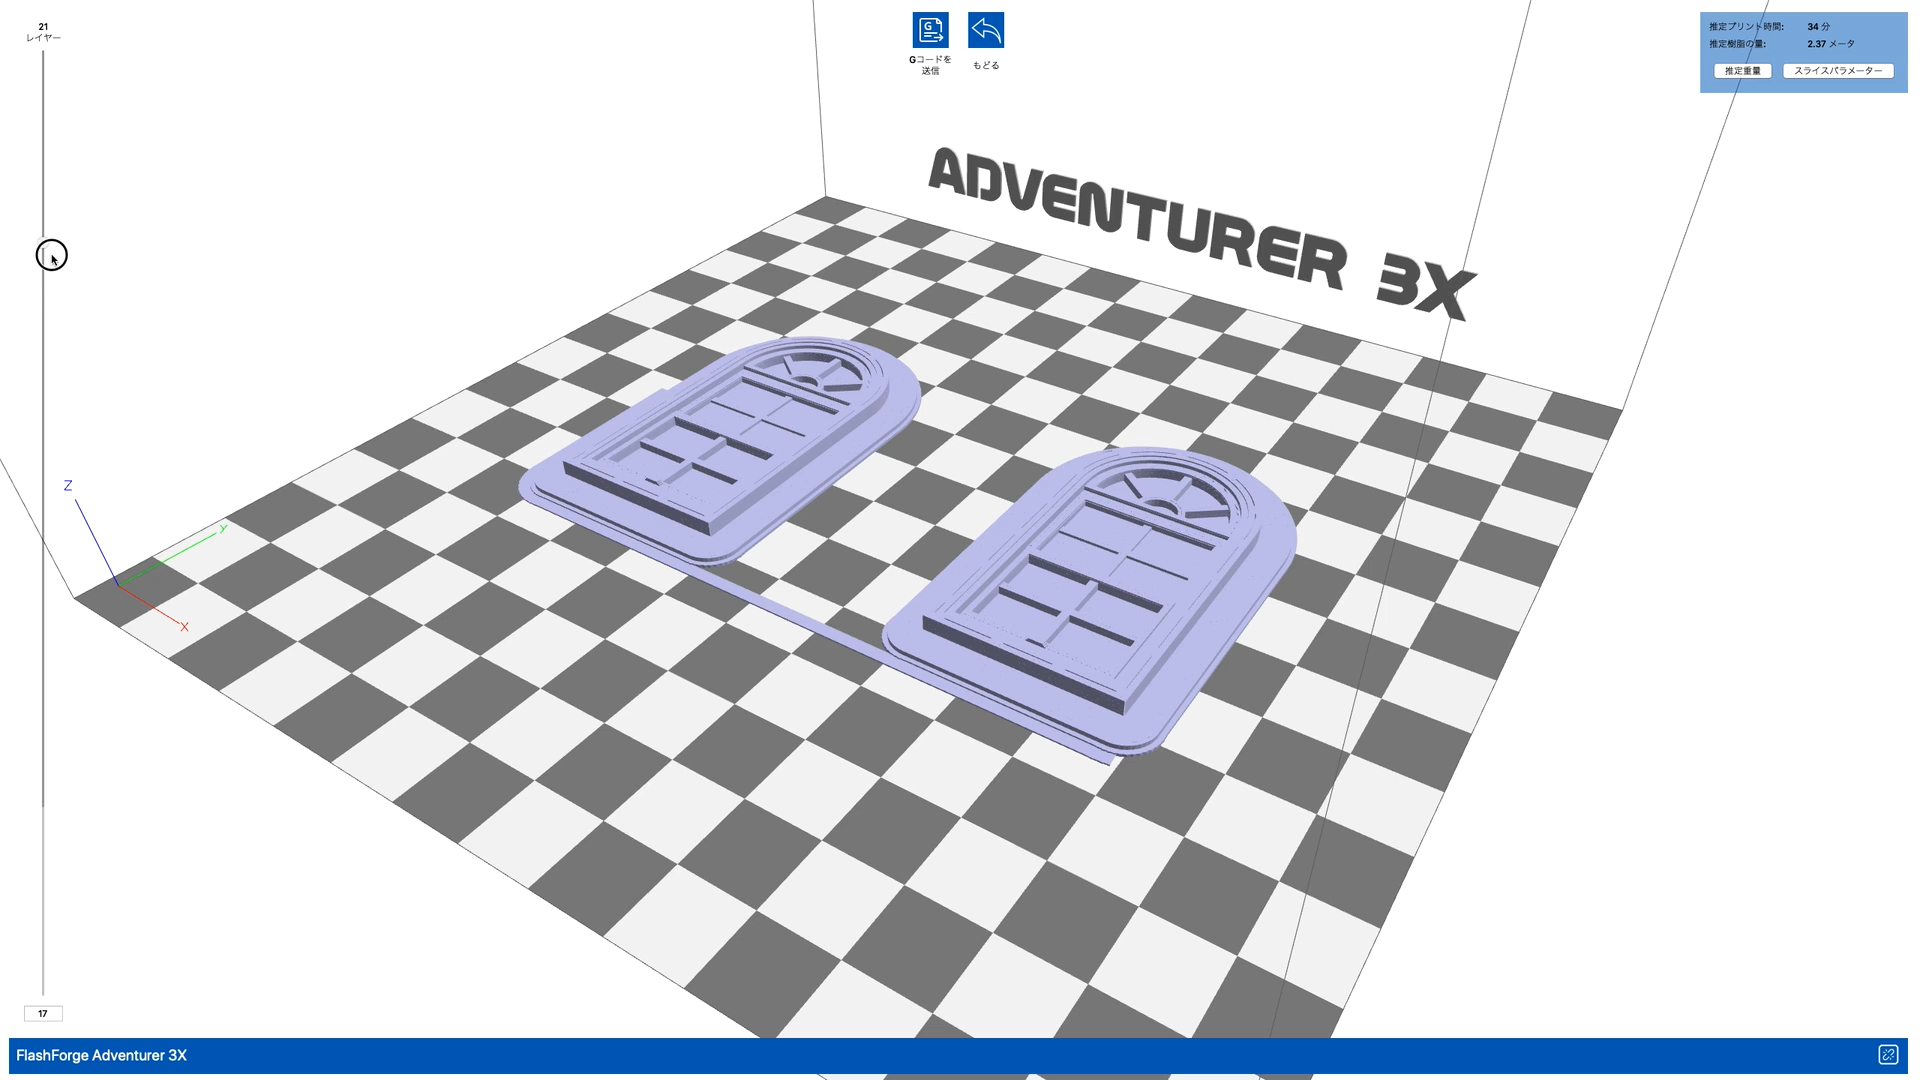 21
レイヤー
Gコードを
送信
もどる
推定プリント時間: 34 分
推定樹脂の量: 2.37 メータ
推定重量 スライスパラメーター
ADVENTURER 3X
Z
Y
X
17
FlashForge Adventurer 3X